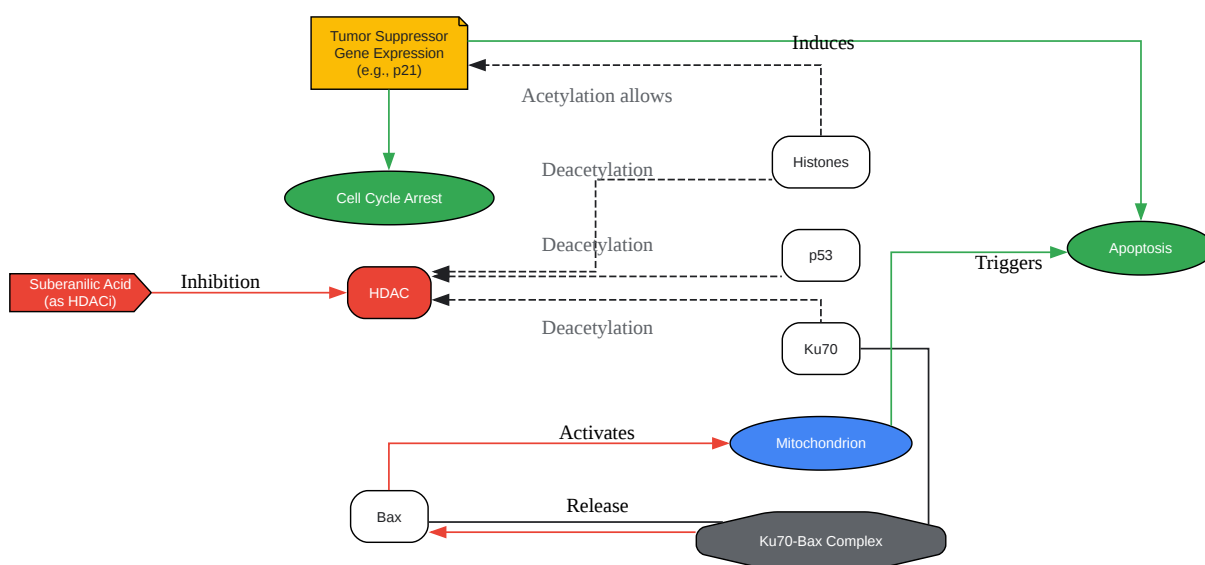 Tumor Suppressor
Gene Expression
(e.g., p21)
Induces
Acetylation allows
Histones
Deacetylation
Cell Cycle Arrest
Deacetylation
p53
Apoptosis
Triggers
Suberanilic Acid
(as HDACi)
Inhibition
HDAC
Deacetylation
Ku70
Activates
Mitochondrion
Release
Bax
Ku70-Bax Complex